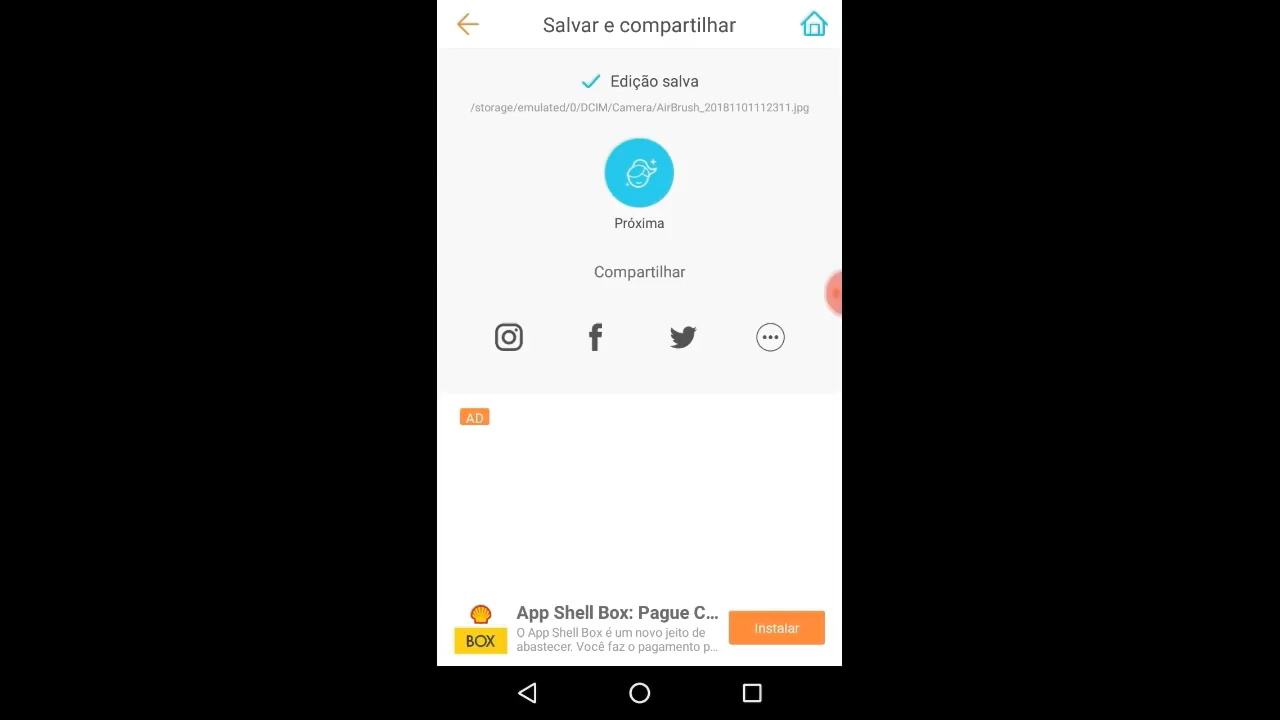 Salvar e compartilhar
Edição salva
/storage/emulated/0/DCIM/Camera/AirBrush_20181101112311.jpg
Próxima
Compartilhar
AD
App Shell Box: Pague C...
O App Shell Box é um novo jeito de
abastecer. Você faz o pagamento p...
BOX
Instalar